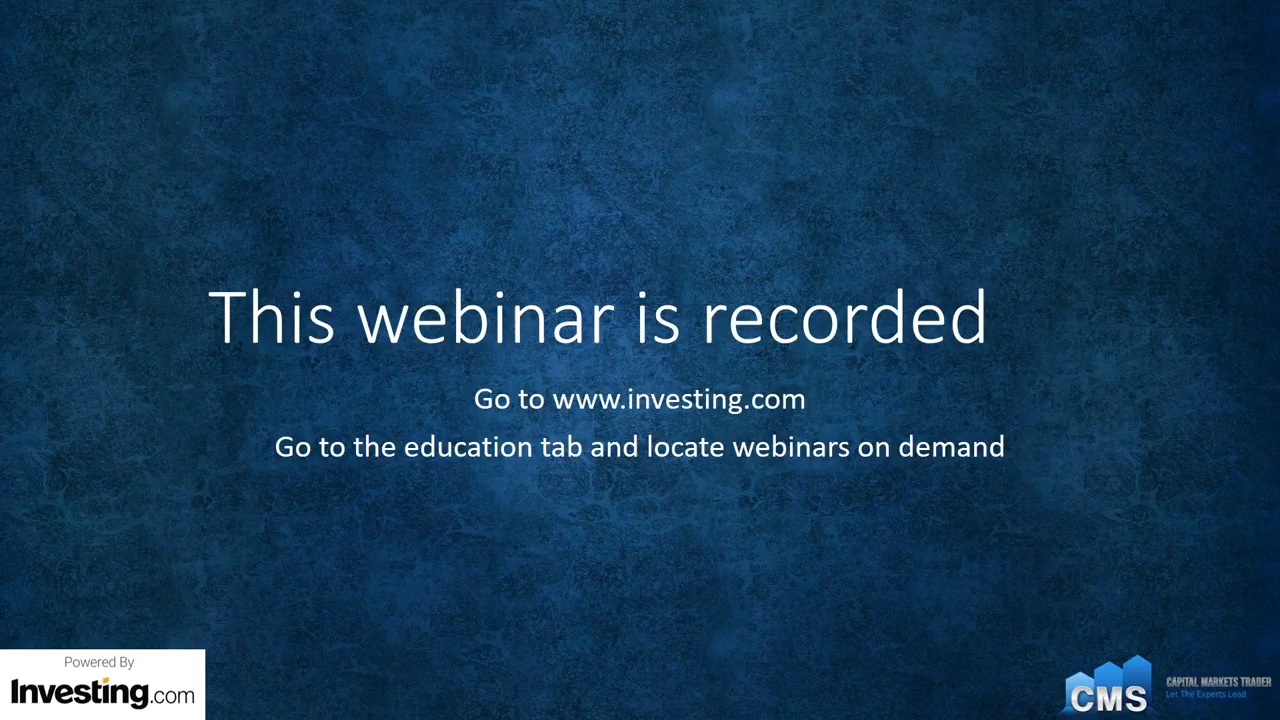 This webinar is recorded
Go to www.investing.com
Go to the education tab and locate webinars on demand
Powered By
Investing.com
CMS
CAPITAL MARKETS TRADER
Let The Experts Lead